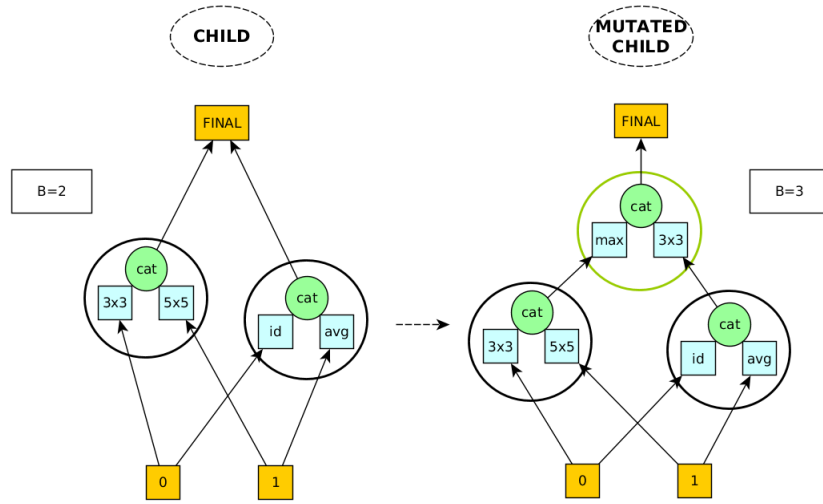 CHILD
MUTATED
CHILD
FINAL
FINAL
B=2
B=3
cat
max
3x3
cat
3x3
5x5
cat
id
avg
cat
3x3
5x5
cat
id
avg
0
1
0
1